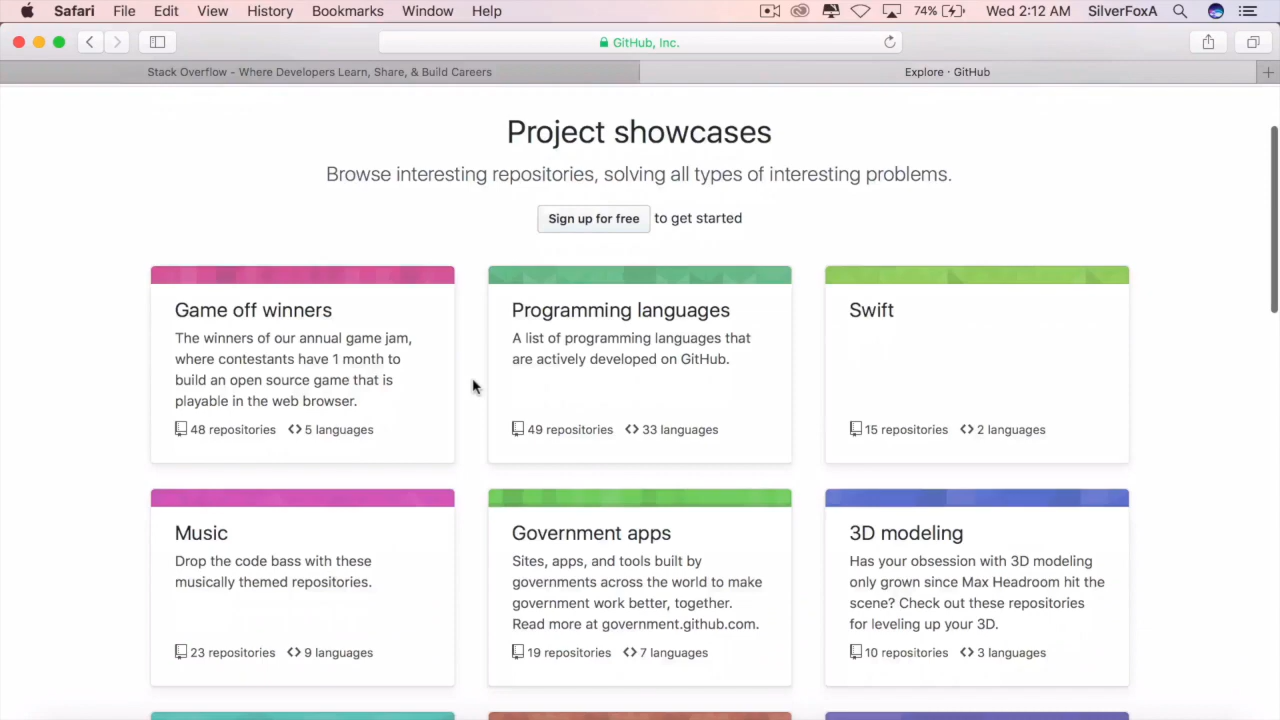 Safari File Edit View History Bookmarks Window Help 74% Wed 2:12 AM SilverFoxA
GitHub, Inc.
Stack Overflow - Where Developers Learn, Share, & Build Careers
Explore · GitHub
Project showcases
Browse interesting repositories, solving all types of interesting problems.
Sign up for free to get started
Game off winners
The winners of our annual game jam,
where contestants have 1 month to
build an open source game that is
playable in the web browser.
48 repositories 5 languages
Programming languages
A list of programming languages that
are actively developed on GitHub.
49 repositories 33 languages
Swift
15 repositories 2 languages
Music
Drop the code bass with these
musically themed repositories.
23 repositories 9 languages
Government apps
Sites, apps, and tools built by
governments across the world to make
government work better, together.
Read more at government.github.com.
19 repositories 7 languages
3D modeling
Has your obsession with 3D modeling
only grown since Max Headroom hit the
scene? Check out these repositories
for leveling up your 3D.
10 repositories 3 languages